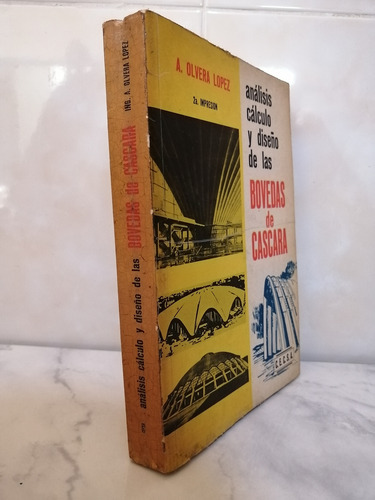 A. OLVERA LOPEZ
2a. IMPRESION
análisis
cálculo
y diseño
de las
BOVEDAS
de
CASCARA
C.E.C.S.A.
análisis cálculo y diseño de las BOVEDAS de CASCARA ING. A. OLVERA LOPEZ